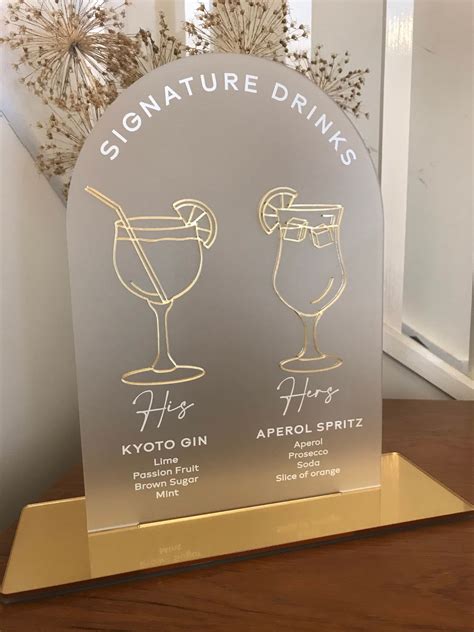 SIGNATURE DRINKS
His
KYOTO GIN
Lime
Passion Fruit
Brown Sugar
Mint
Hers
APEROL SPRITZ
Aperol
Prosecco
Soda
Slice of orange